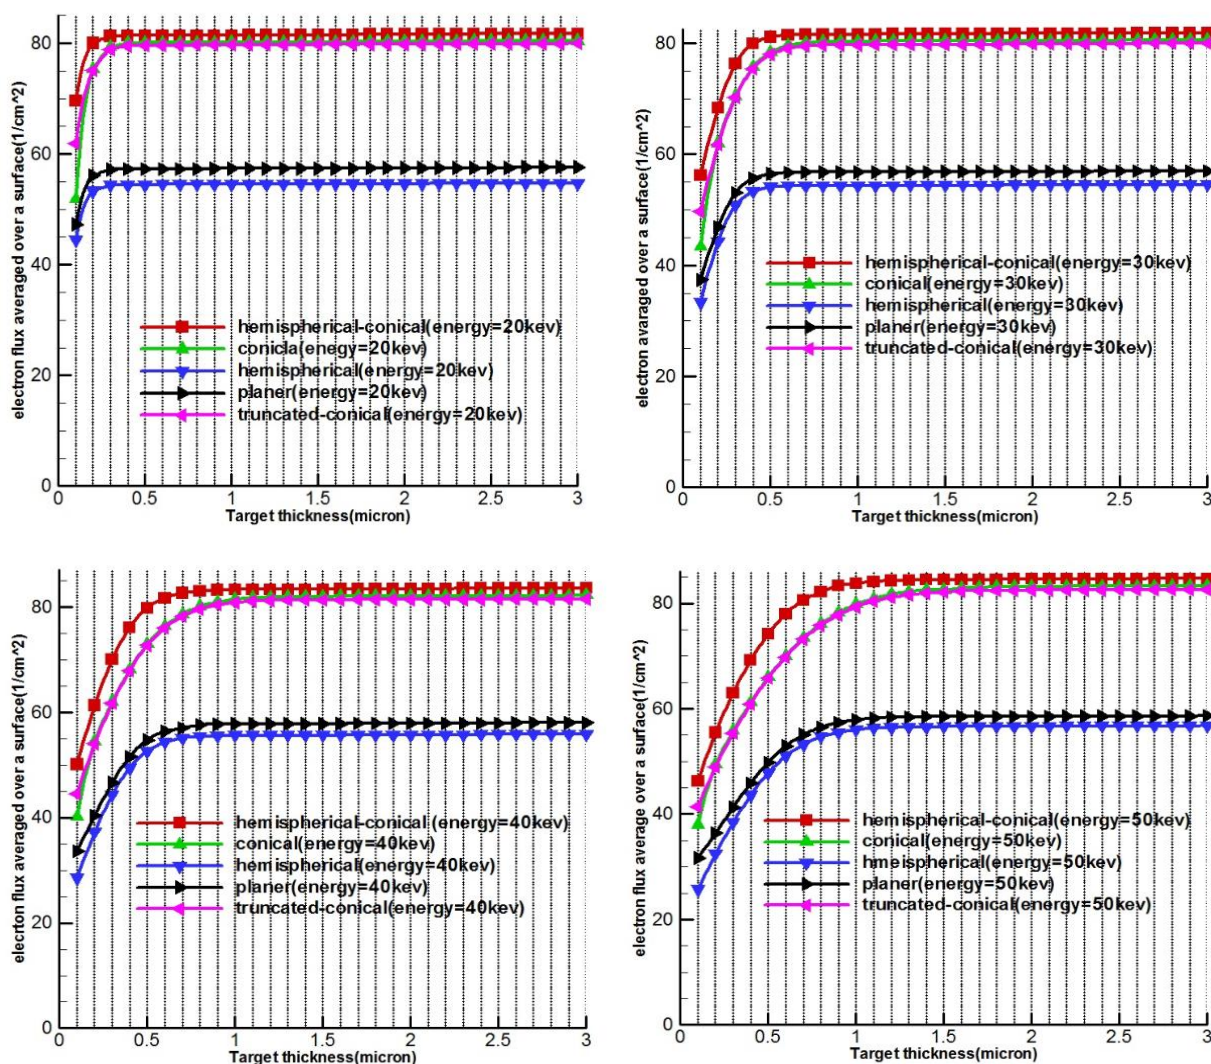 electron flux averaged over a surface(1/cm^2)
80
60
40
20
0
hemispherical-conical(energy=20kev)
conicla(enegy=20kev)
hemispherical(energy=20kev)
planer(energy=20kev)
truncated-conical(energy=20kev)
0 0.5 1 1.5 2 2.5 3
Target thickness(micron)
electron avaraged over a surface(1/cm^2)
80
60
40
20
0
hemispherical-conical(energy=30kev)
conical(energy=30kev)
hemispherical(energy=30kev)
planer(energy=30kev)
truncated-conical(energy=30kev)
0 0.5 1 1.5 2 2.5 3
Target thickness(micron)
electrion flux averaged over a surface(1/cm^2)
80
60
40
20
0
hemispherical-conical (energy=40kev)
conical(energy=40kev)
hemispherical(energy=40kev)
planer(energy=40kev)
truncated-conical(energy=40kev)
0.5 1 1.5 2 2.5 3
Target thickness(micron)
electron flux average over a surface(1/cm^2)
80
60
40
20
0
hemispherical-conical(energy=50kev)
conical(energy=50kev)
hmeispherical(energy=50kev)
planer(energy=50kev)
truncated-conical(energy=50kev)
0 0.5 1 1.5 2 2.5 3
Target thickness(micron)